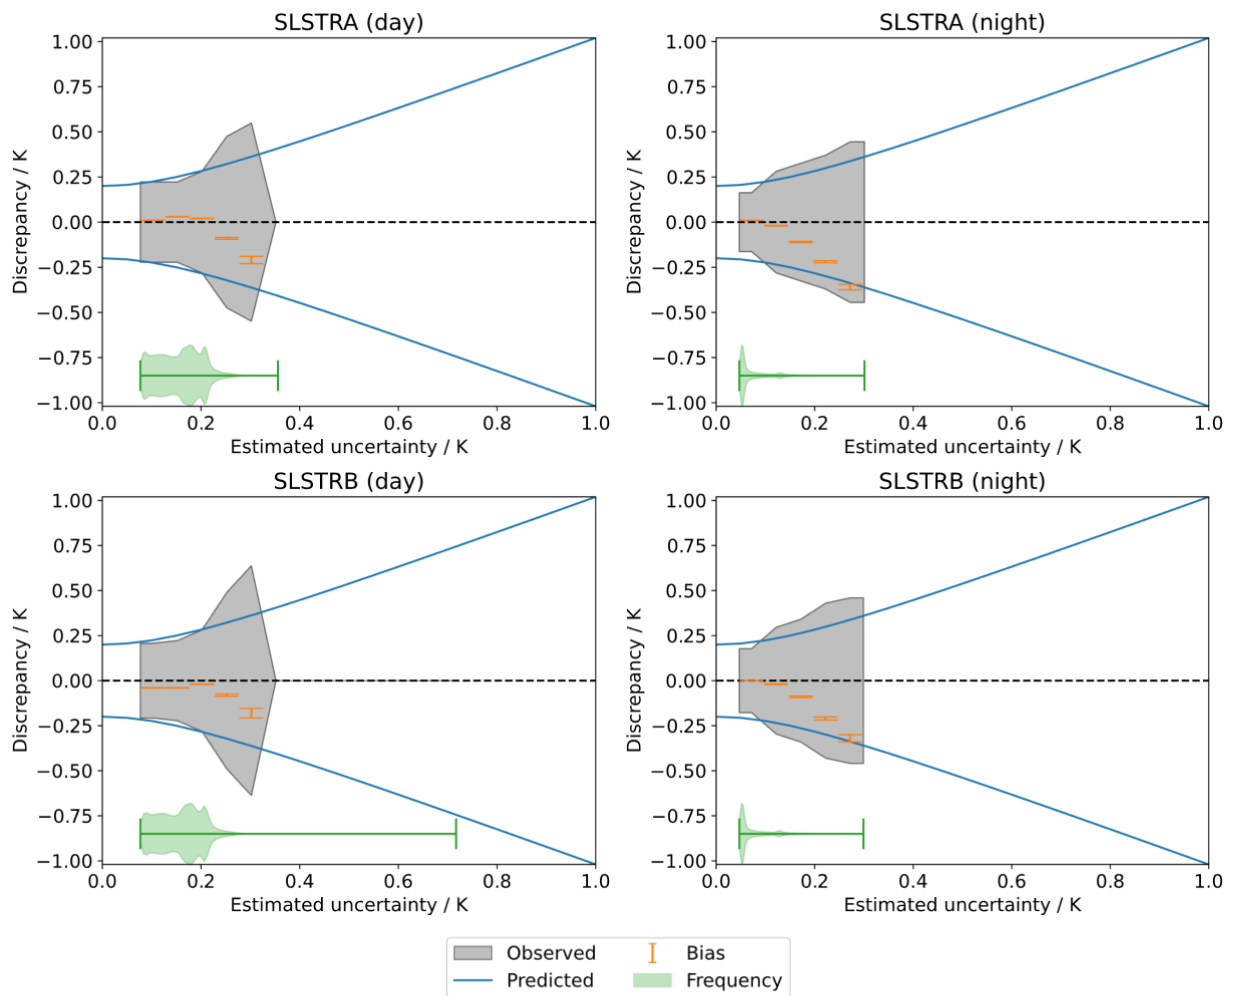 SLSTRA (day)
1.00
0.75
0.50
0.25
0.00
−0.25
−0.50
−0.75
−1.00
Discrepancy / K
0.0 0.2 0.4 0.6 0.8 1.0
Estimated uncertainty / K
SLSTRA (night)
1.00
0.75
0.50
0.25
0.00
−0.25
−0.50
−0.75
−1.00
Discrepancy / K
0.0 0.2 0.4 0.6 0.8 1.0
Estimated uncertainty / K
SLSTRB (day)
1.00
0.75
0.50
0.25
0.00
−0.25
−0.50
−0.75
−1.00
Discrepancy / K
0.0 0.2 0.4 0.6 0.8 1.0
Estimated uncertainty / K
SLSTRB (night)
1.00
0.75
0.50
0.25
0.00
−0.25
−0.50
−0.75
−1.00
Discrepancy / K
0.0 0.2 0.4 0.6 0.8 1.0
Estimated uncertainty / K
Observed Bias
Predicted Frequency